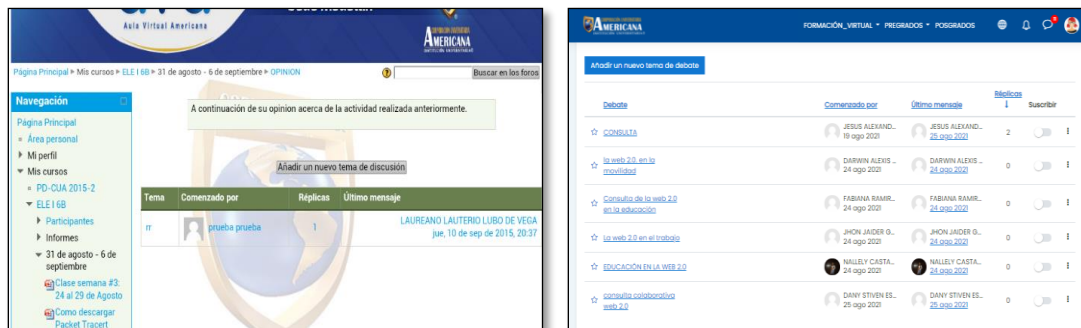 Aula Virtual Americana
AMERICANA
Página Principal ▶ Mis cursos ▶ ELE I 6B ▶ 31 de agosto - 6 de septiembre ▶ OPINION
Buscar en los foros
Navegación
Página Principal
Área personal
Mi perfil
Mis cursos
PD-CUA 2015-2
ELE I 6B
Participantes
Informes
31 de agosto - 6 de
septiembre
Clase semana #3:
24 al 29 de Agosto
Como descargar
Packet Tracert
A continuación de su opinion acerca de la actividad realizada anteriormente.
Añadir un nuevo tema de discusión
Tema Comenzado por Réplicas Último mensaje
rr prueba prueba 1 LAUREANO LAUTERIO LUBO DE VEGA
jue, 10 de sep de 2015, 20:37
AMERICANA
FORMACIÓN_VIRTUAL PREGRADOS POSGRADOS
Añadir un nuevo tema de debate
Debate Comenzado por Último mensaje Réplicas Suscribir
CONSULTA JESUS ALEXAND... JESUS ALEXAND... 2
19 ago 2021 25 ago 2021
la web 2.0. en la DARWIN ALEXIS ... DARWIN ALEXIS ... 0
movilidad 24 ago 2021 24 ago 2021
Consulta de la web 2.0 FABIANA RAMIR... FABIANA RAMIR... 0
en la educación 24 ago 2021 24 ago 2021
La web 2.0 en el trabajo JHON JAIDER G... JHON JAIDER G... 0
24 ago 2021 24 ago 2021
EDUCACIÓN EN LA WEB 2.0 NALLELY CASTA... NALLELY CASTA... 0
24 ago 2021 24 ago 2021
consulta colaborativa DANY STIVEN ES... DANY STIVEN ES... 0
web 2.0 25 ago 2021 25 ago 2021